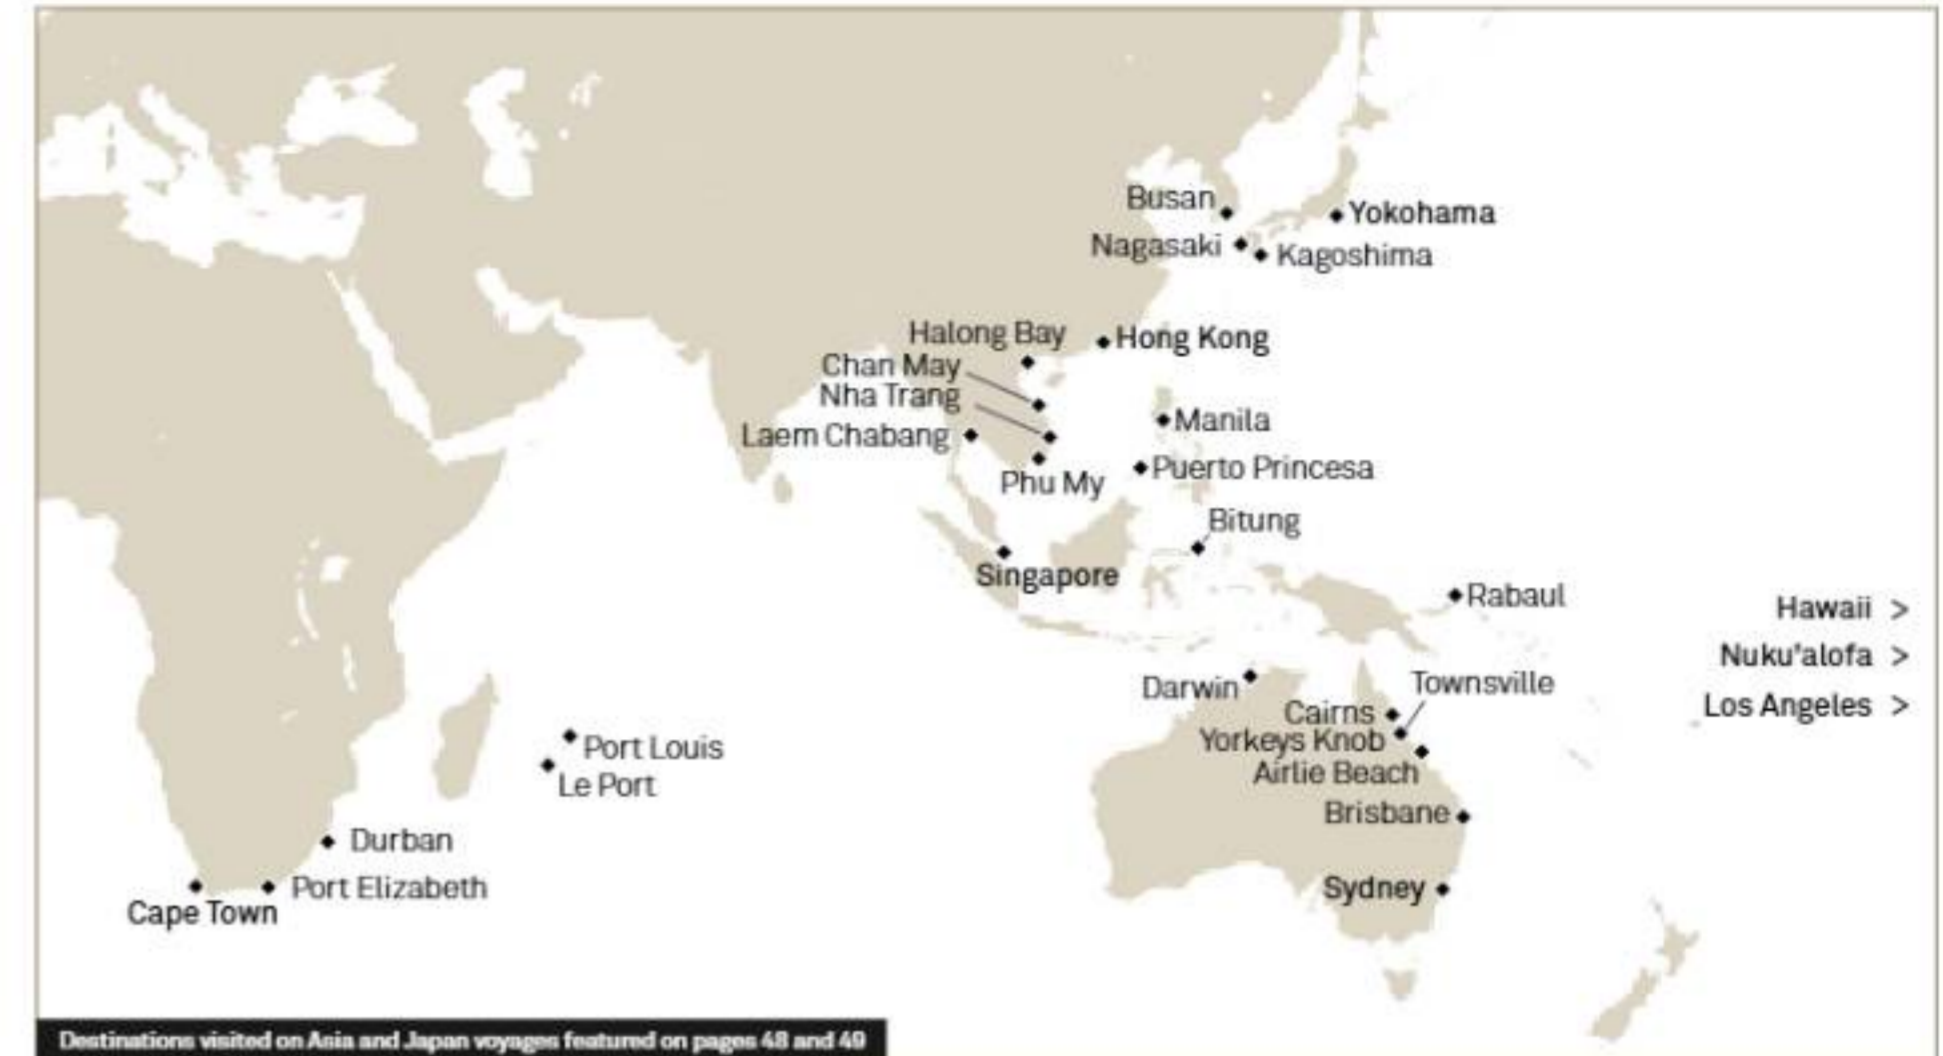 Busan
Yokohama
Nagasaki
Kagoshima
Halong Bay
Hong Kong
Chan May
Nha Trang
Manila
Laem Chabang
Puerto Princesa
Phu My
Bitung
Singapore
Rabaul
Hawaii >
Nuku'alofa >
Darwin
Townsville
Los Angeles >
Cairns
Yorkeys Knob
Port Louis
Airlie Beach
Le Port
Brisbane
Durban
Port Elizabeth
Sydney
Cape Town
Destinations visited on Asia and Japan voyages featured on pages 48 and 49